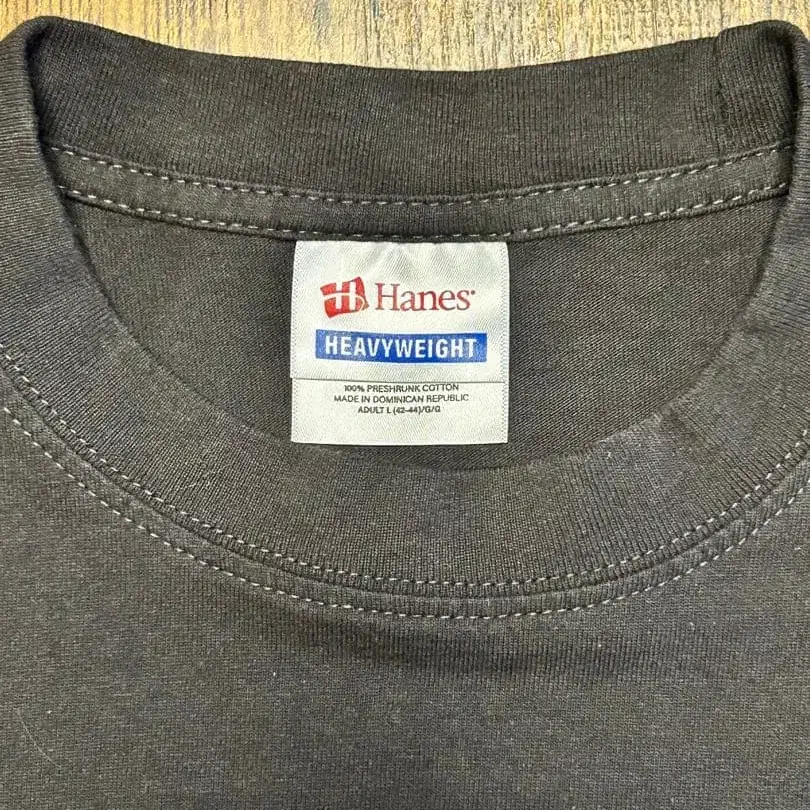 Hanes
HEAVYWEIGHT
100% PRESHRUNK COTTON
MADE IN DOMINICAN REPUBLIC
ADULT L (42-44)/G/G